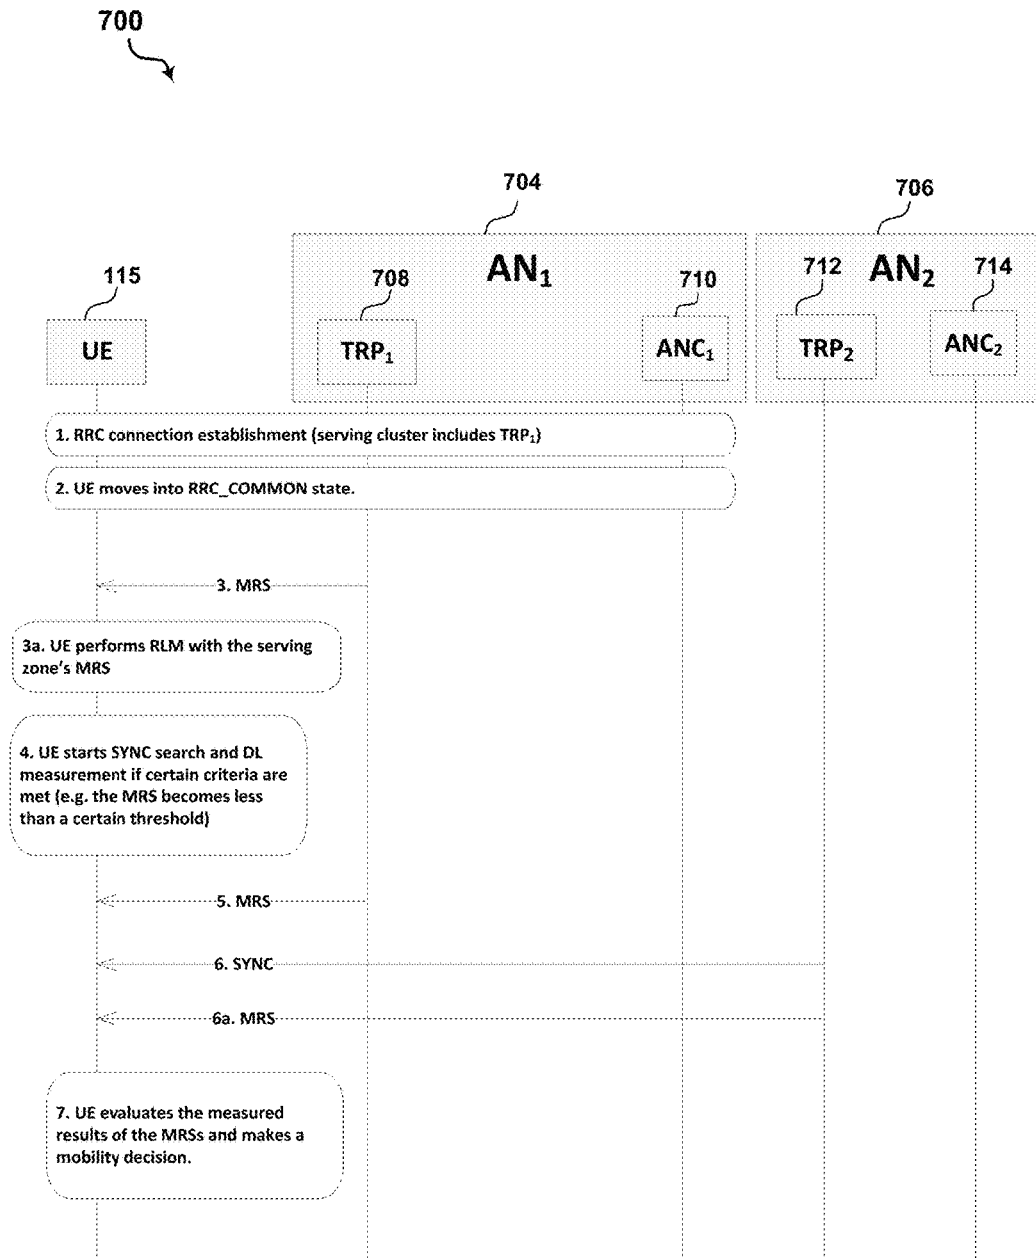 700
704
706
AN₁
AN₂
115
708
710
712
714
UE
TRP₁
ANC₁
TRP₂
ANC₂
1. RRC connection establishment (serving cluster includes TRP₁)
2. UE moves into RRC_COMMON state.
3. MRS
3a. UE performs RLM with the serving
zone's MRS
4. UE starts SYNC search and DL
measurement if certain criteria are
met (e.g. the MRS becomes less
than a certain threshold)
5. MRS
6. SYNC
6a. MRS
7. UE evaluates the measured
results of the MRSs and makes a
mobility decision.